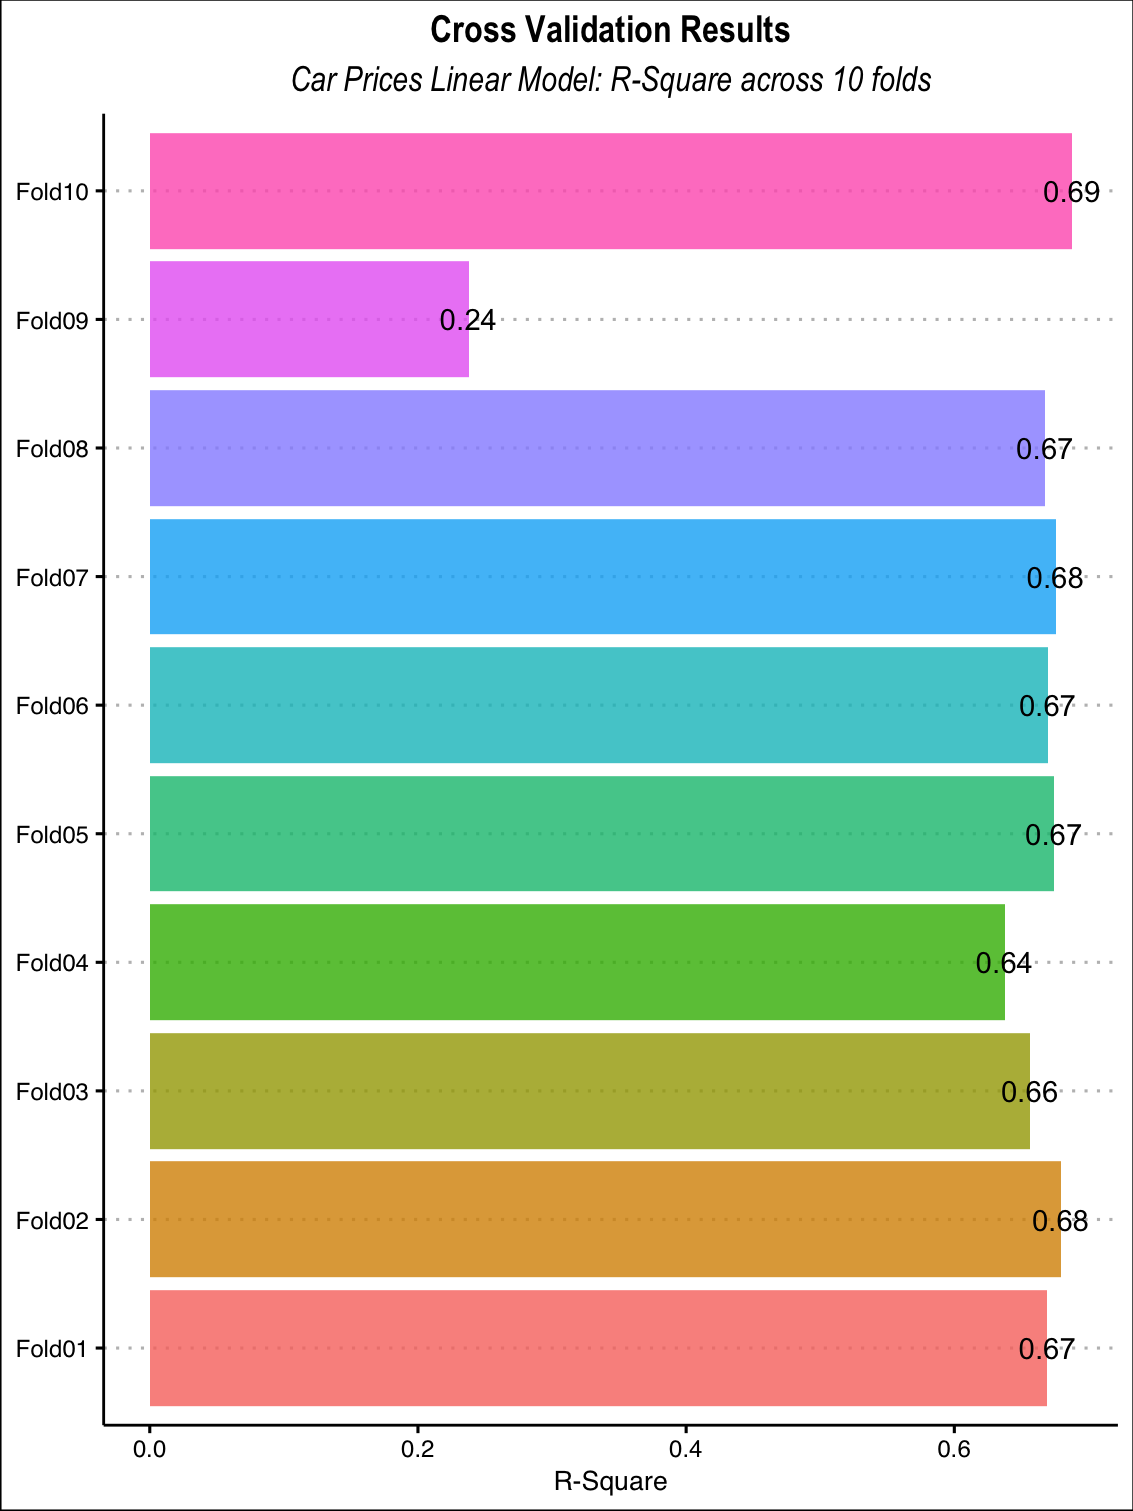 Cross Validation Results
Car Prices Linear Model: R-Square across 10 folds
Fold10 0.69
Fold09 0.24
Fold08 0.67
Fold07 0.68
Fold06 0.67
Fold05 0.67
Fold04 0.64
Fold03 0.66
Fold02 0.68
Fold01 0.67
0.0 0.2 0.4 0.6
R-Square